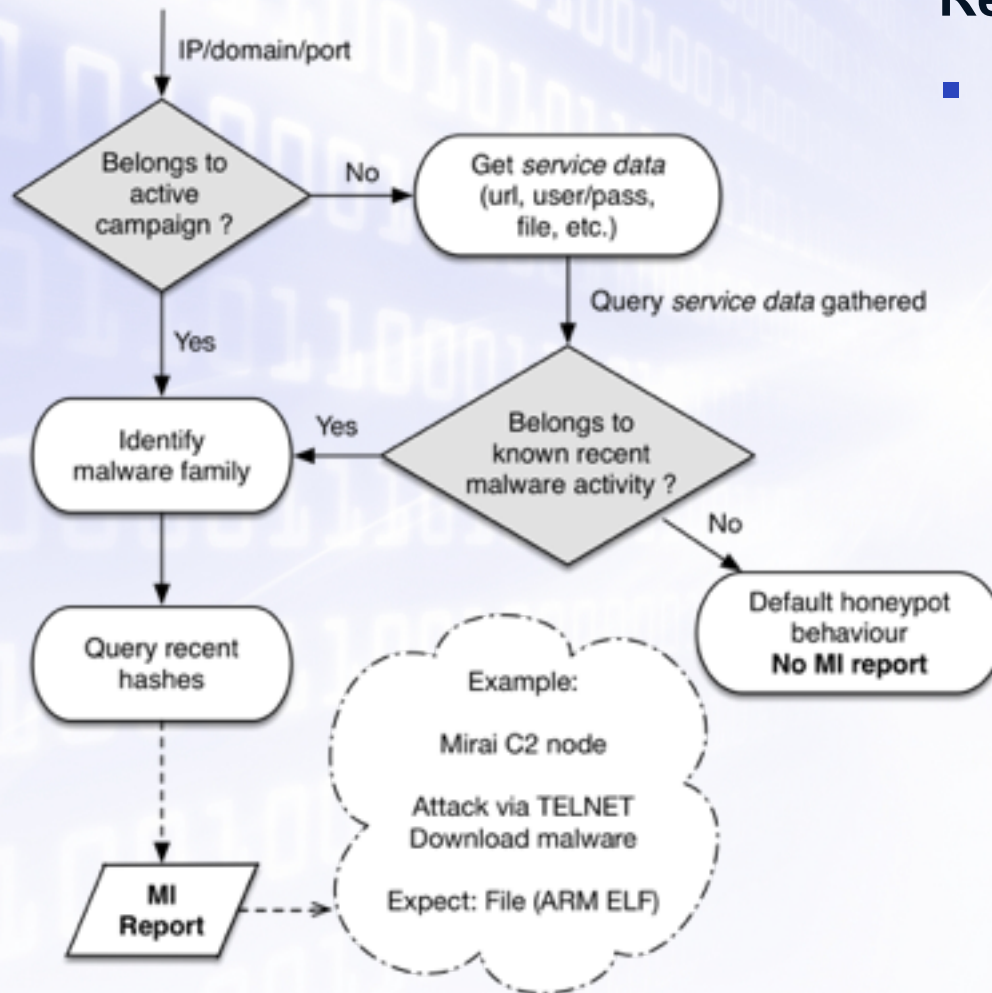 IP/domain/port
Belongs to
active
campaign ?
No
Get service data
(url, user/pass,
file, etc.)
Query service data gathered
Yes
Identify
malware family
Yes
Belongs to
known recent
malware activity ?
No
Default honeypot
behaviour
No MI report
Query recent
hashes
Example:
Mirai C2 node
Attack via TELNET
Download malware
Expect: File (ARM ELF)
MI
Report